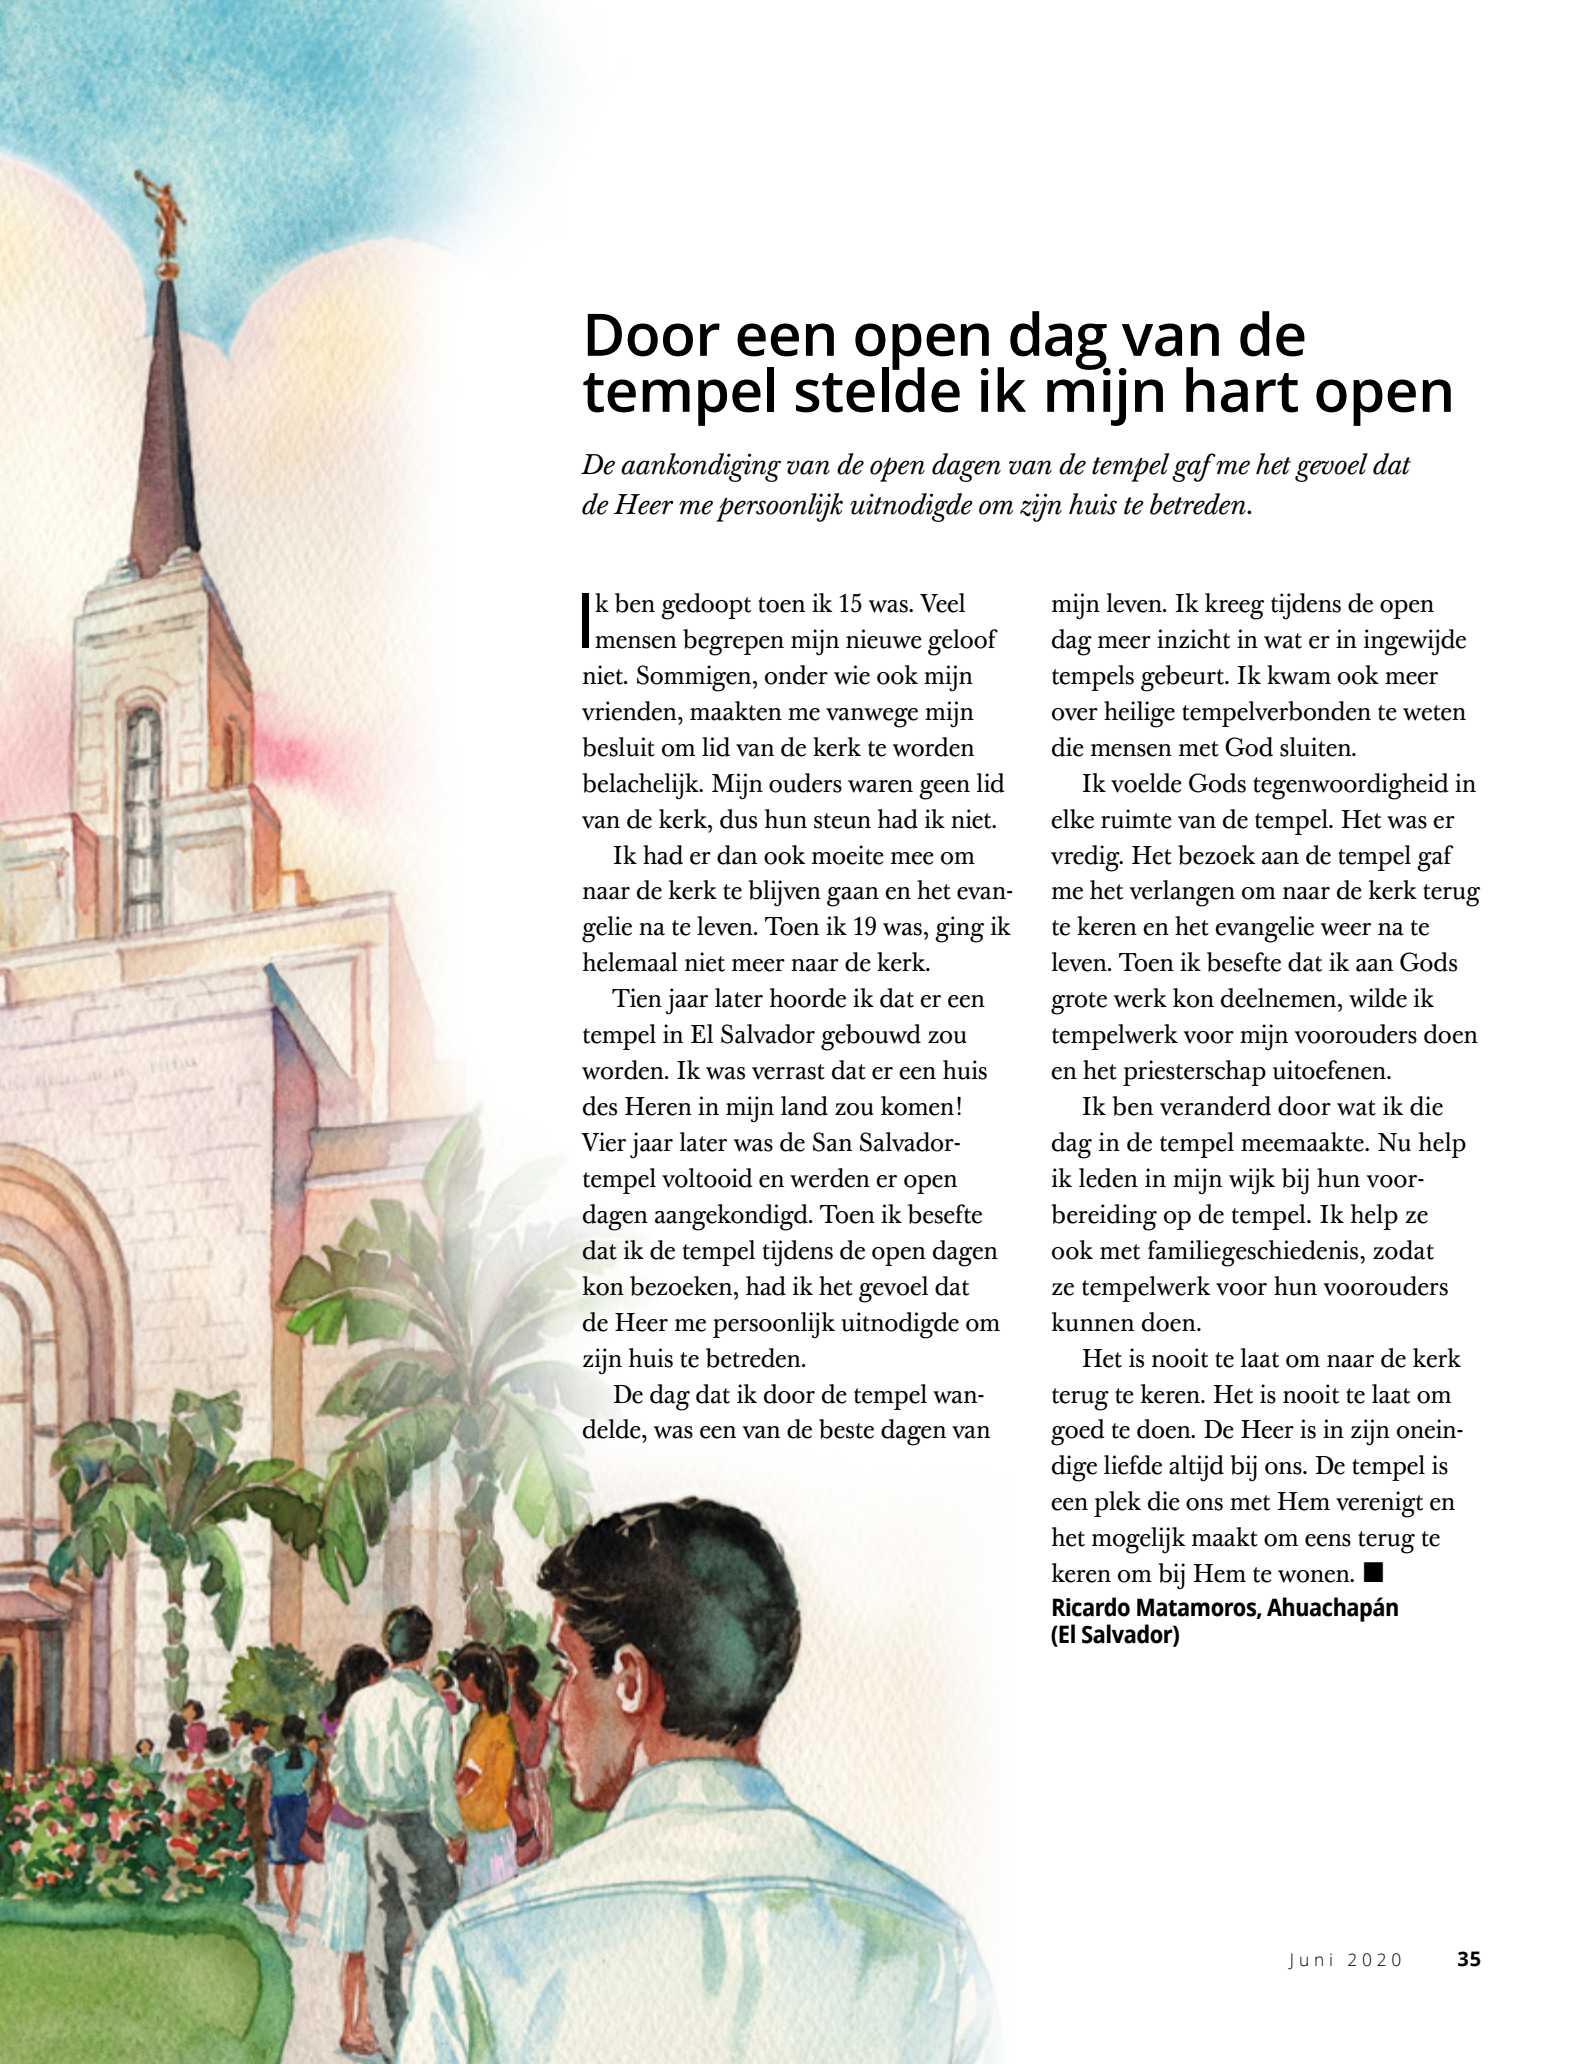 Door een open dag van de
tempel stelde ik mijn hart open
De aankondiging van de open dagen van de tempel gaf me het gevoel dat
de Heer me persoonlijk uitnodigde om zijn huis te betreden.
Ik ben gedoopt toen ik 15 was. Veel
mensen begrepen mijn nieuwe geloof
niet. Sommigen, onder wie ook mijn
vrienden, maakten me vanwege mijn
besluit om lid van de kerk te worden
belachelijk. Mijn ouders waren geen lid
van de kerk, dus hun steun had ik niet.
Ik had er dan ook moeite mee om
naar de kerk te blijven gaan en het evan-
gelie na te leven. Toen ik 19 was, ging ik
helemaal niet meer naar de kerk.
Tien jaar later hoorde ik dat er een
tempel in El Salvador gebouwd zou
worden. Ik was verrast dat er een huis
des Heren in mijn land zou komen!
Vier jaar later was de San Salvador-
tempel voltooid en werden er open
dagen aangekondigd. Toen ik besefte
dat ik de tempel tijdens de open dagen
kon bezoeken, had ik het gevoel dat
de Heer me persoonlijk uitnodigde om
zijn huis te betreden.
De dag dat ik door de tempel wan-
delde, was een van de beste dagen van
mijn leven. Ik kreeg tijdens de open
dag meer inzicht in wat er in ingewijde
tempels gebeurt. Ik kwam ook meer
over heilige tempelverbonden te weten
die mensen met God sluiten.
Ik voelde Gods tegenwoordigheid in
elke ruimte van de tempel. Het was er
vredig. Het bezoek aan de tempel gaf
me het verlangen om naar de kerk terug
te keren en het evangelie weer na te
leven. Toen ik besefte dat ik aan Gods
grote werk kon deelnemen, wilde ik
tempelwerk voor mijn voorouders doen
en het priesterschap uitoefenen.
Ik ben veranderd door wat ik die
dag in de tempel meemaakte. Nu help
ik leden in mijn wijk bij hun voor-
bereiding op de tempel. Ik help ze
ook met familiegeschiedenis, zodat
ze tempelwerk voor hun voorouders
kunnen doen.
Het is nooit te laat om naar de kerk
terug te keren. Het is nooit te laat om
goed te doen. De Heer is in zijn onein-
dige liefde altijd bij ons. De tempel is
een plek die ons met Hem verenigt en
het mogelijk maakt om eens terug te
keren om bij Hem te wonen. ■
Ricardo Matamoros, Ahuachapán
(El Salvador)
Juni 2020 35